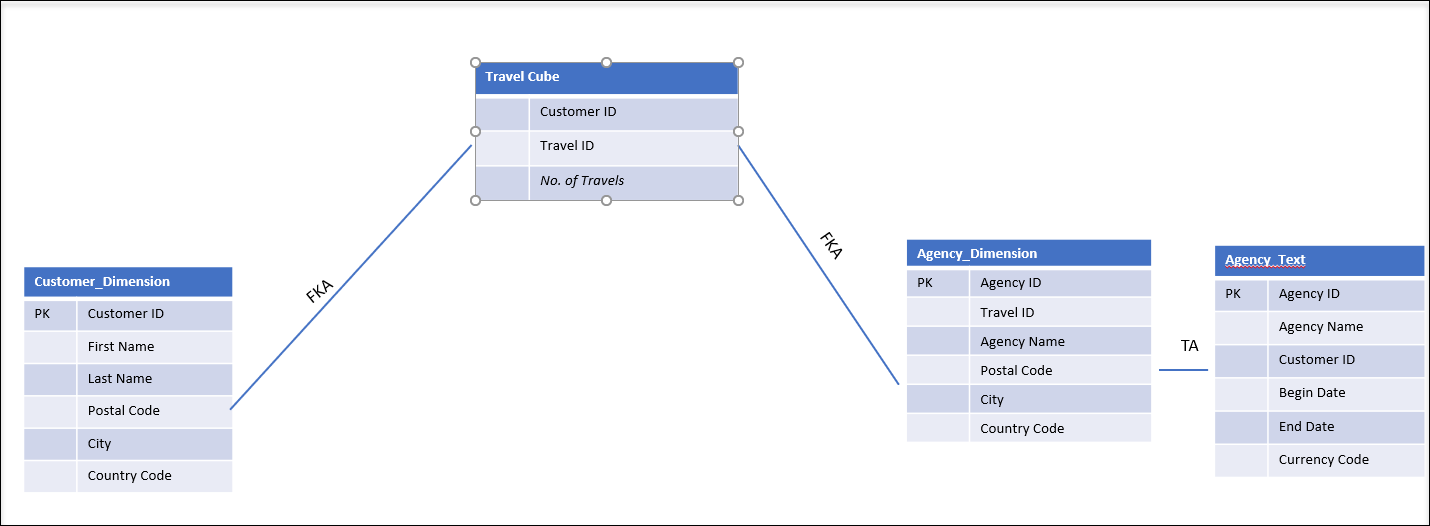 Travel Cube
Customer ID
Travel ID
No. of Travels
FKA
FKA
Customer_Dimension
PK Customer ID
First Name
Last Name
Postal Code
City
Country Code
Agency_Dimension
PK Agency ID
Travel ID
Agency Name
Postal Code
City
Country Code
TA
Agency_Text
PK Agency ID
Agency Name
Customer ID
Begin Date
End Date
Currency Code